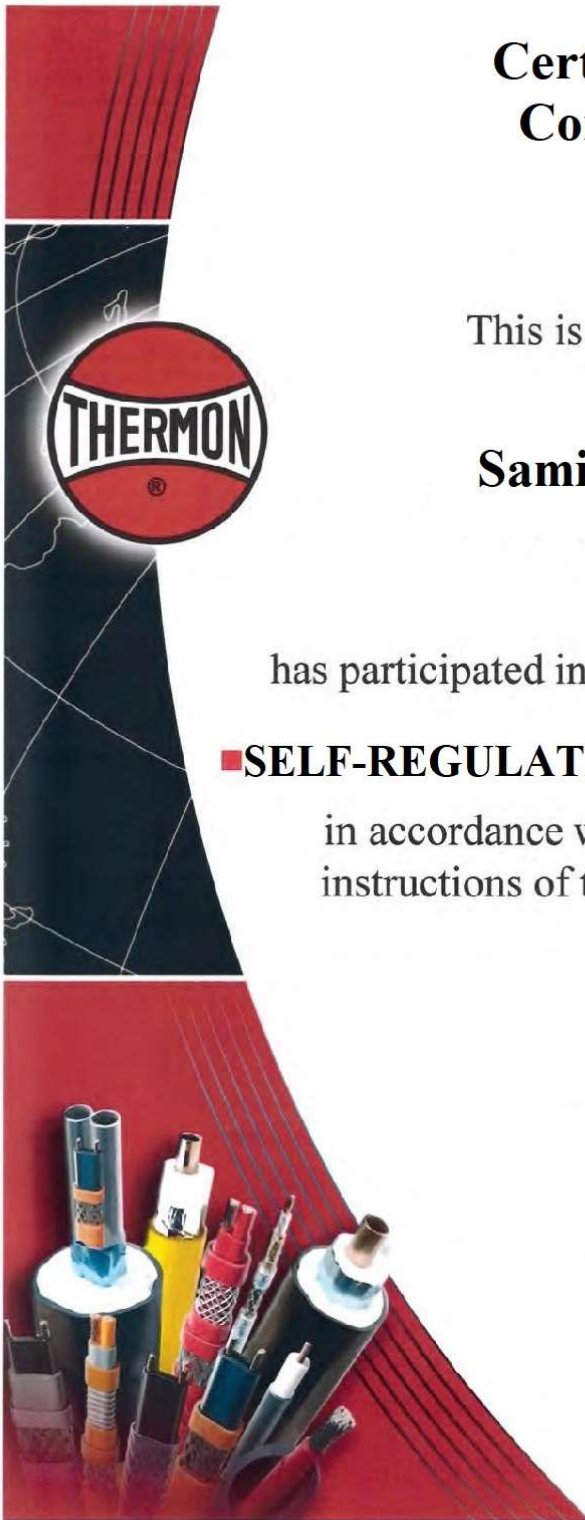 Cert
Co
This is
THERMON
®
Sami
has participated in
SELF-REGULAT
in accordance
instructions of